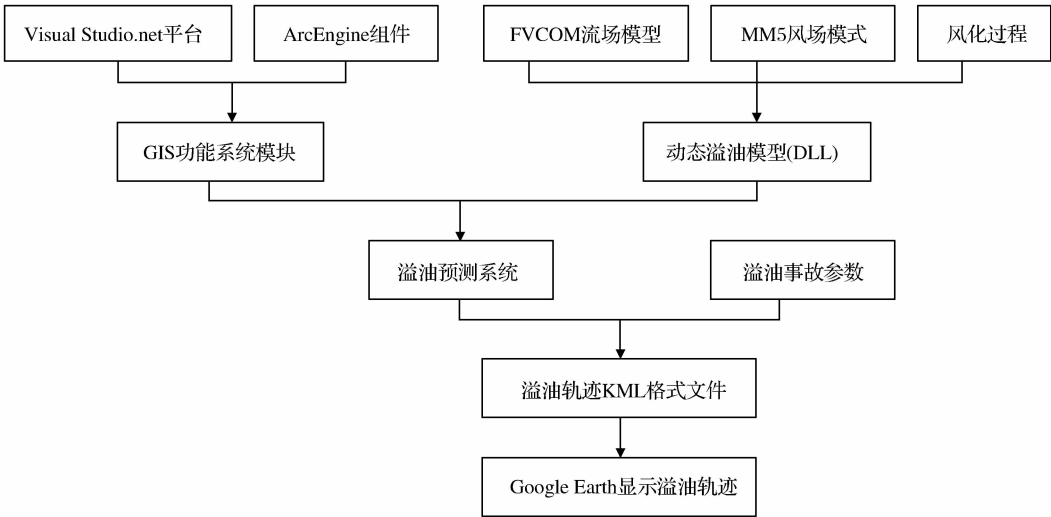 Visual Studio.net平台
ArcEngine组件
FVCOM流场模型
MM5风场模式
风化过程
GIS功能系统模块
动态溢油模型(DLL)
溢油预测系统
溢油事故参数
溢油轨迹KML格式文件
Google Earth显示溢油轨迹